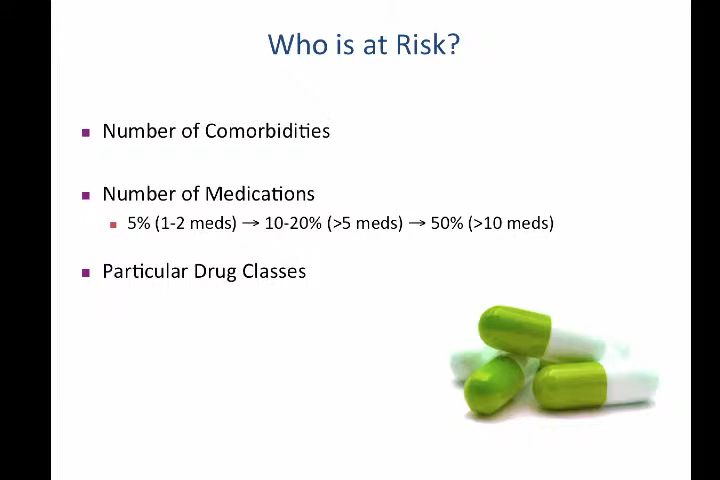 Who is at Risk?
Number of Comorbidities
Number of Medications
5% (1-2 meds) → 10-20% (>5 meds) → 50% (>10 meds)
Particular Drug Classes